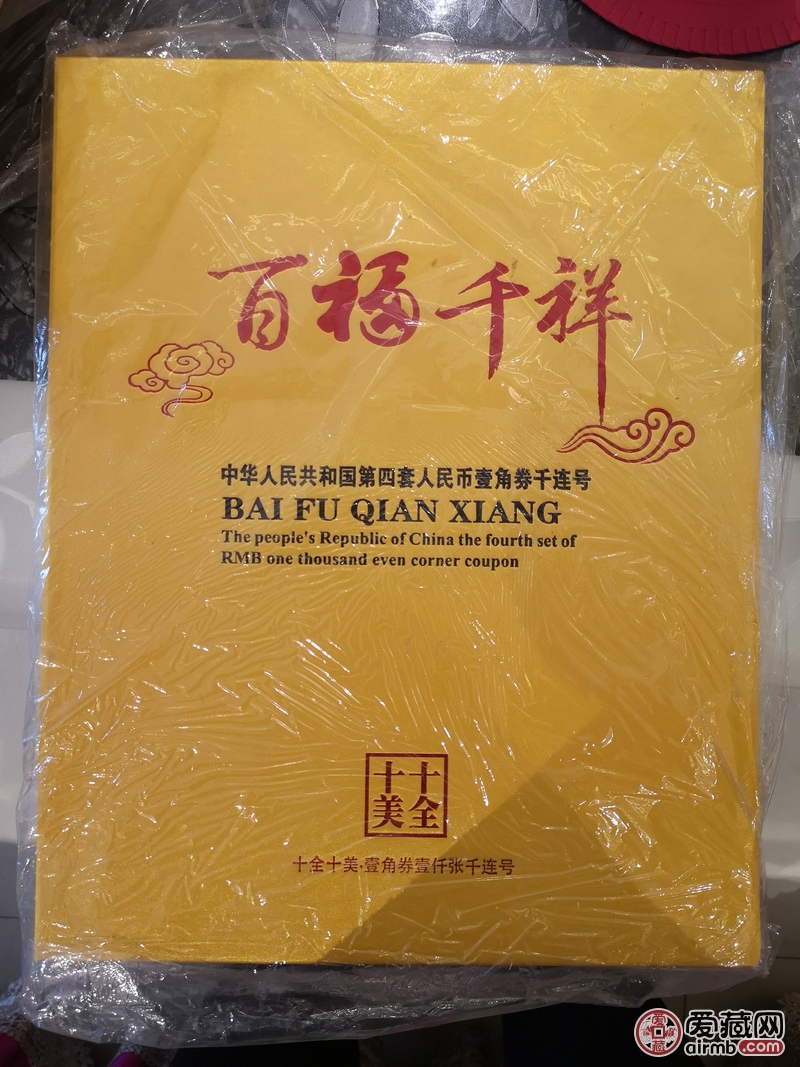 百福千祥
中华人民共和国第四套人民币壹角券千连号
BAI FU QIAN XIANG
The people's Republic of China the fourth set of
RMB one thousand even corner coupon
十全
十美
十全十美·壹角券壹仟张千连号
爱藏网
airmb.com